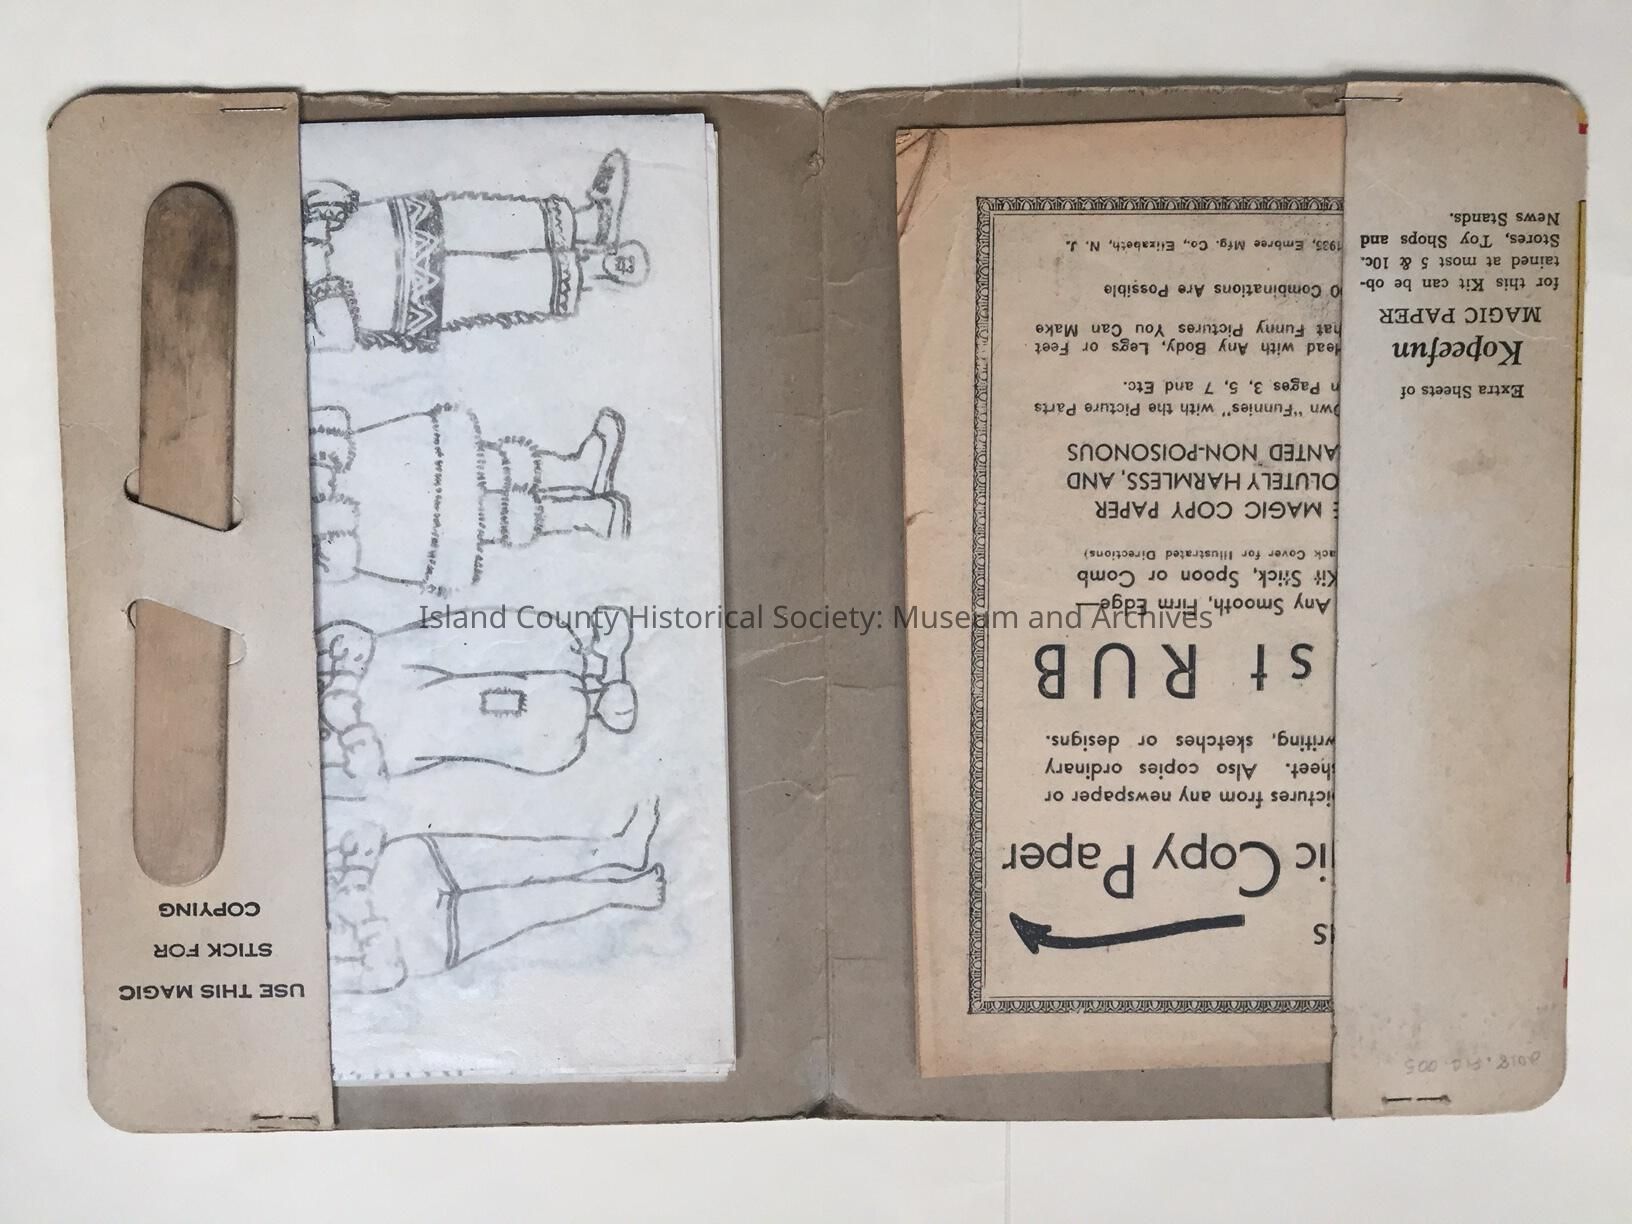 USE THIS MAGIC
STICK FOR
COPYING
IS
ic Copy Paper
ictures from any newspaper or
heet. Also copies ordinary
writing, sketches or designs.
st RUB
Any Smooth, Firm Edge—
Kit Stick, Spoon or Comb
ack Cover for Illustrated Directions)
E MAGIC COPY PAPER
OLUTELY HARMLESS, AND
ANTED NON-POISONOUS
Own "Funnies" with the Picture Parts
n Pages 3, 5, 7 and Etc.
Head with Any Body, Legs or Feet
hat Funny Pictures You Can Make
0 Combinations Are Possible
1935, Embree Mfg. Co., Elizabeth, N. J.
Extra Sheets of
Kopeefun
MAGIC PAPER
for this Kit can be ob-
tained at most 5 & 10c.
Stores, Toy Shops and
News Stands.
2018.FIC.005
Island County Historical Society: Museum and Archives